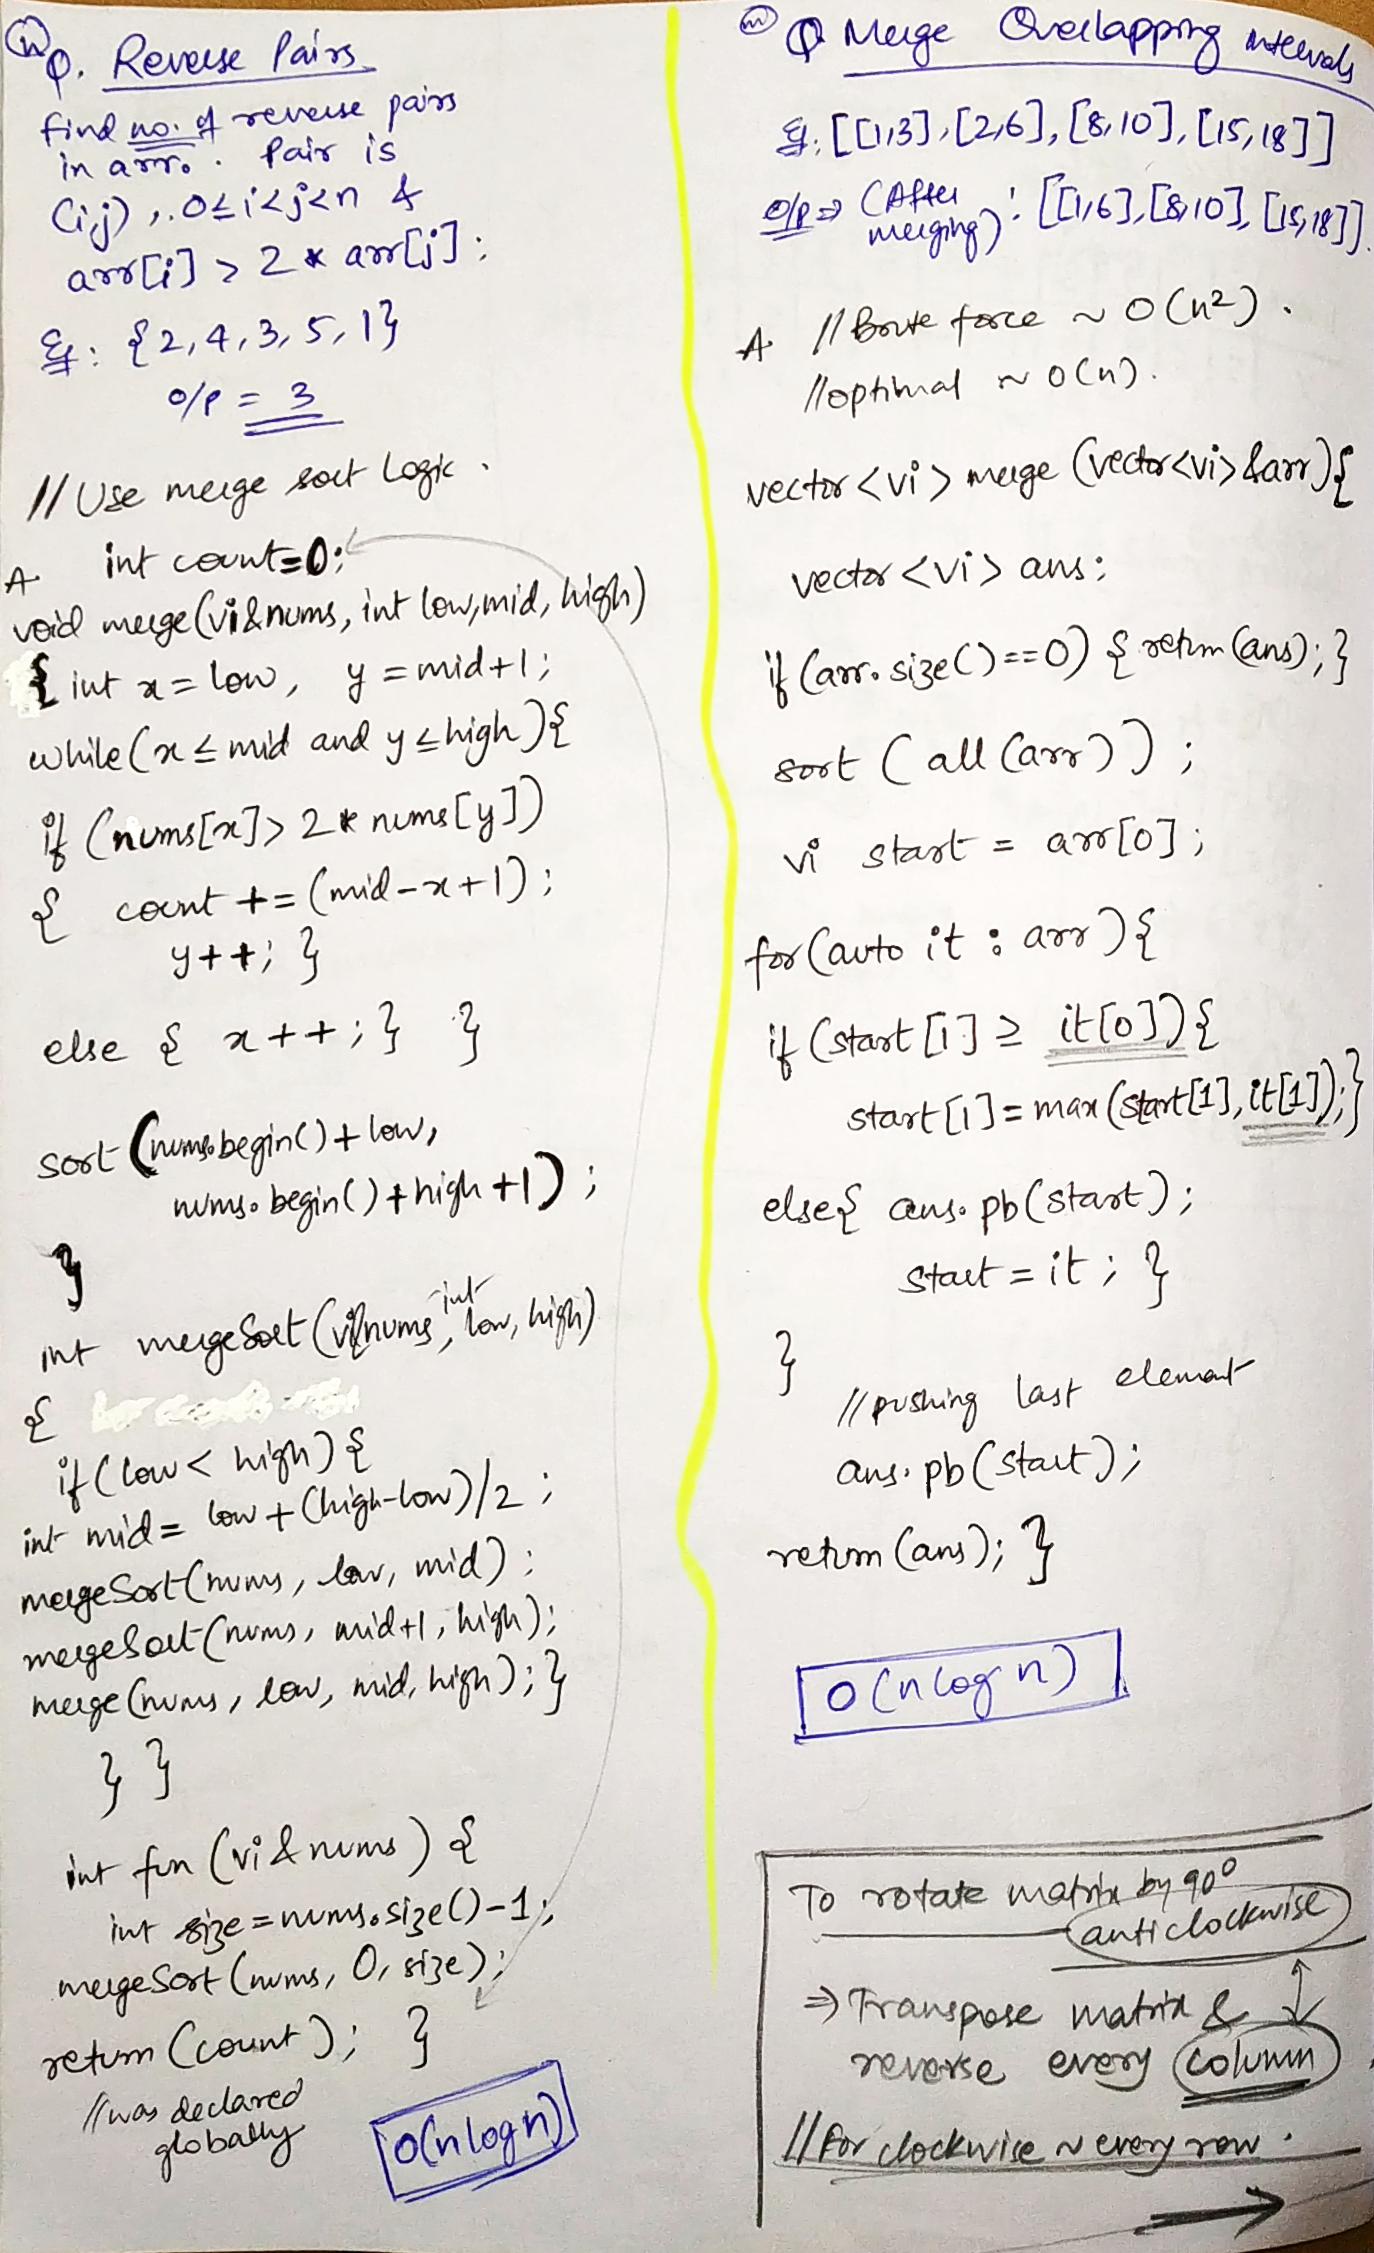 (h) Q. Reverse Pairs
find no. of reverse pairs
in arr. Pair is
(i,j), 0≤i<j<n &
arr[i] > 2 * arr[j];
Eg: {2,4,3,5,1}
o/p = 3
// Use merge sort logic.
A int count=0;
void merge(vi&nums, int low,mid, high)
{ int x = low, y = mid+1;
while(x ≤ mid and y ≤ high){
if (nums[x]> 2* nums[y])
{ count += (mid-x+1);
y++; }
else { x++;} }
sort (nums.begin()+low,
nums.begin()+high+1);
}
int mergeSort(vi&nums, int low, high)
{
if(low< high){
int mid= low+(high-low)/2;
mergeSort(nums, low, mid);
mergeSort(nums, mid+1, high);
merge(nums, low, mid, high);}
} }
int fun (vi&nums) {
int size=nums.size()-1;
mergeSort (nums, 0, size);
return (count); }
//was declared
globally
O(nlogn)
(m) Q Merge Overlapping intervals
Eg: [[1,3],[2,6],[8,10],[15,18]]
o/p ⇒ (After
merging): [[1,6],[8,10],[15,18]].
A // Brute force ~ O(n2).
//optimal ~ O(n).
vector<vi> merge (vector<vi>&arr){
vector<vi> ans;
if (arr.size()==0) { return(ans);}
sort (all(arr));
vi start = arr[0];
for(auto it : arr){
if (start[1] ≥ it[0]){
start[1]=max(start[1],it[1]);}
else{ ans.pb(start);
start = it; }
}
//pushing last element
ans.pb(start);
return (ans); }
O(nlogn)
To rotate matrix by 90°
anticlockwise
⇒ Transpose matrix &
reverse every column.
// For clockwise ~ every row.